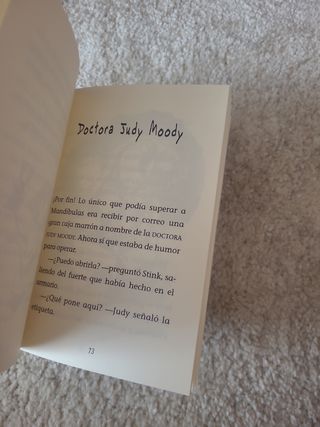 Doctora Judy Moody
¡Por fin! Lo único que podía superar a
Mandíbulas era recibir por correo una
gran caja marrón a nombre de la DOCTORA
JUDY MOODY. Ahora sí que estaba de humor
para operar.
—¿Puedo abrirla? —preguntó Stink, sa-
liendo del fuerte que había hecho en el
armario.
—¿Qué pone aquí? —Judy señaló la
etiqueta.
73